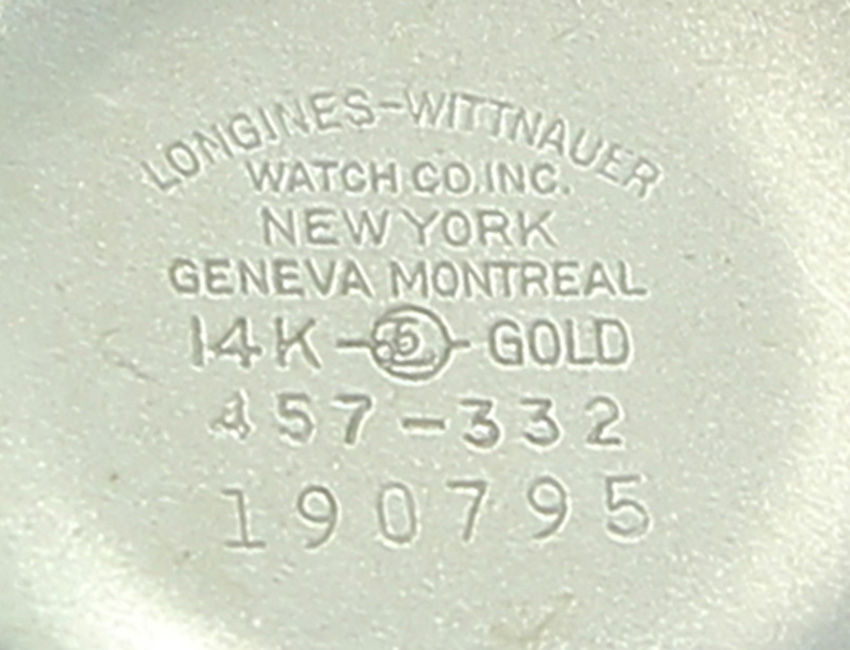 LONGINES-WITTNAUER
WATCH CO. INC.
NEW YORK
GENEVA MONTREAL
14K GOLD
457-332
190795